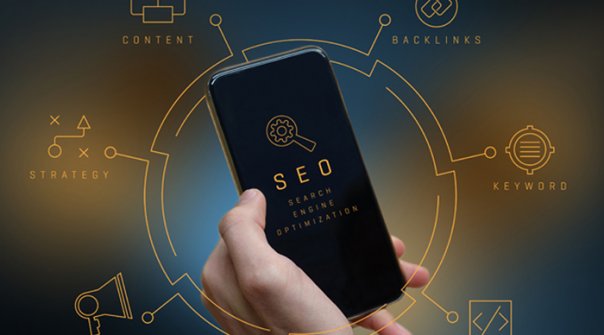 CONTENT
BACKLINKS
STRATEGY
KEYWORD
SEO
SEARCH
ENGINE
OPTIMIZATION